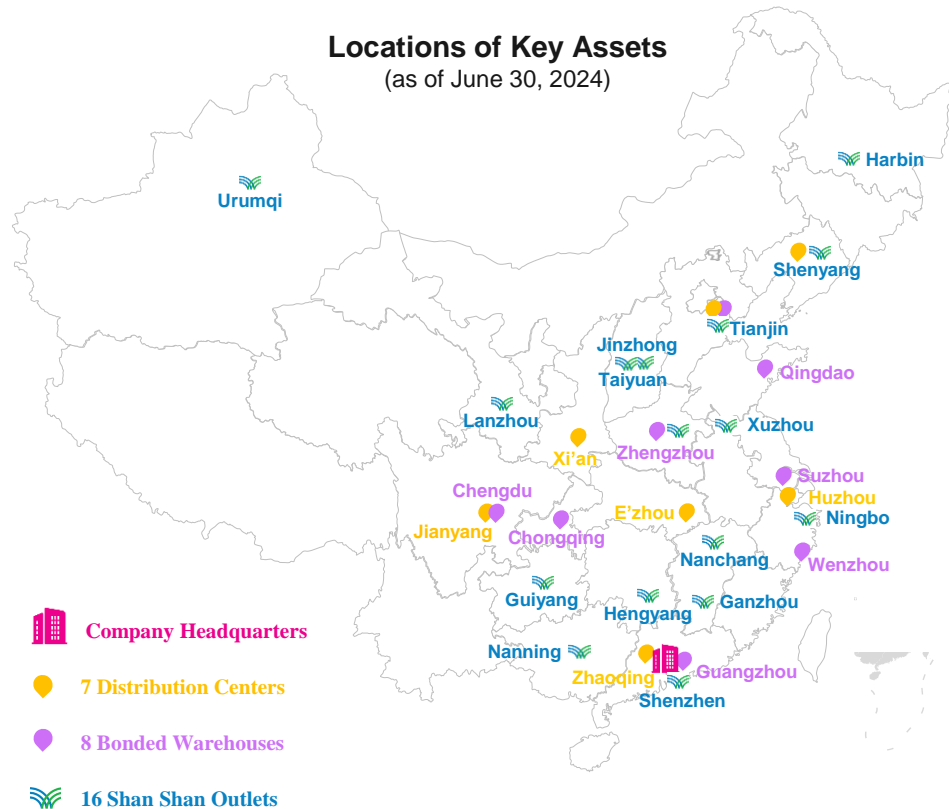 Locations of Key Assets
(as of June 30, 2024)
Harbin
Urumqi
Shenyang
Tianjin
Jinzhong
Taiyuan
Qingdao
Lanzhou
Xuzhou
Zhengzhou
Xi’an
Suzhou
Chengdu
Huzhou
E’zhou
Ningbo
Jianyang
Chongqing
Nanchang
Wenzhou
Guiyang
Hengyang
Ganzhou
Company Headquarters
Nanning
Zhaoqing
Guangzhou
7 Distribution Centers
Shenzhen
8 Bonded Warehouses
16 Shan Shan Outlets